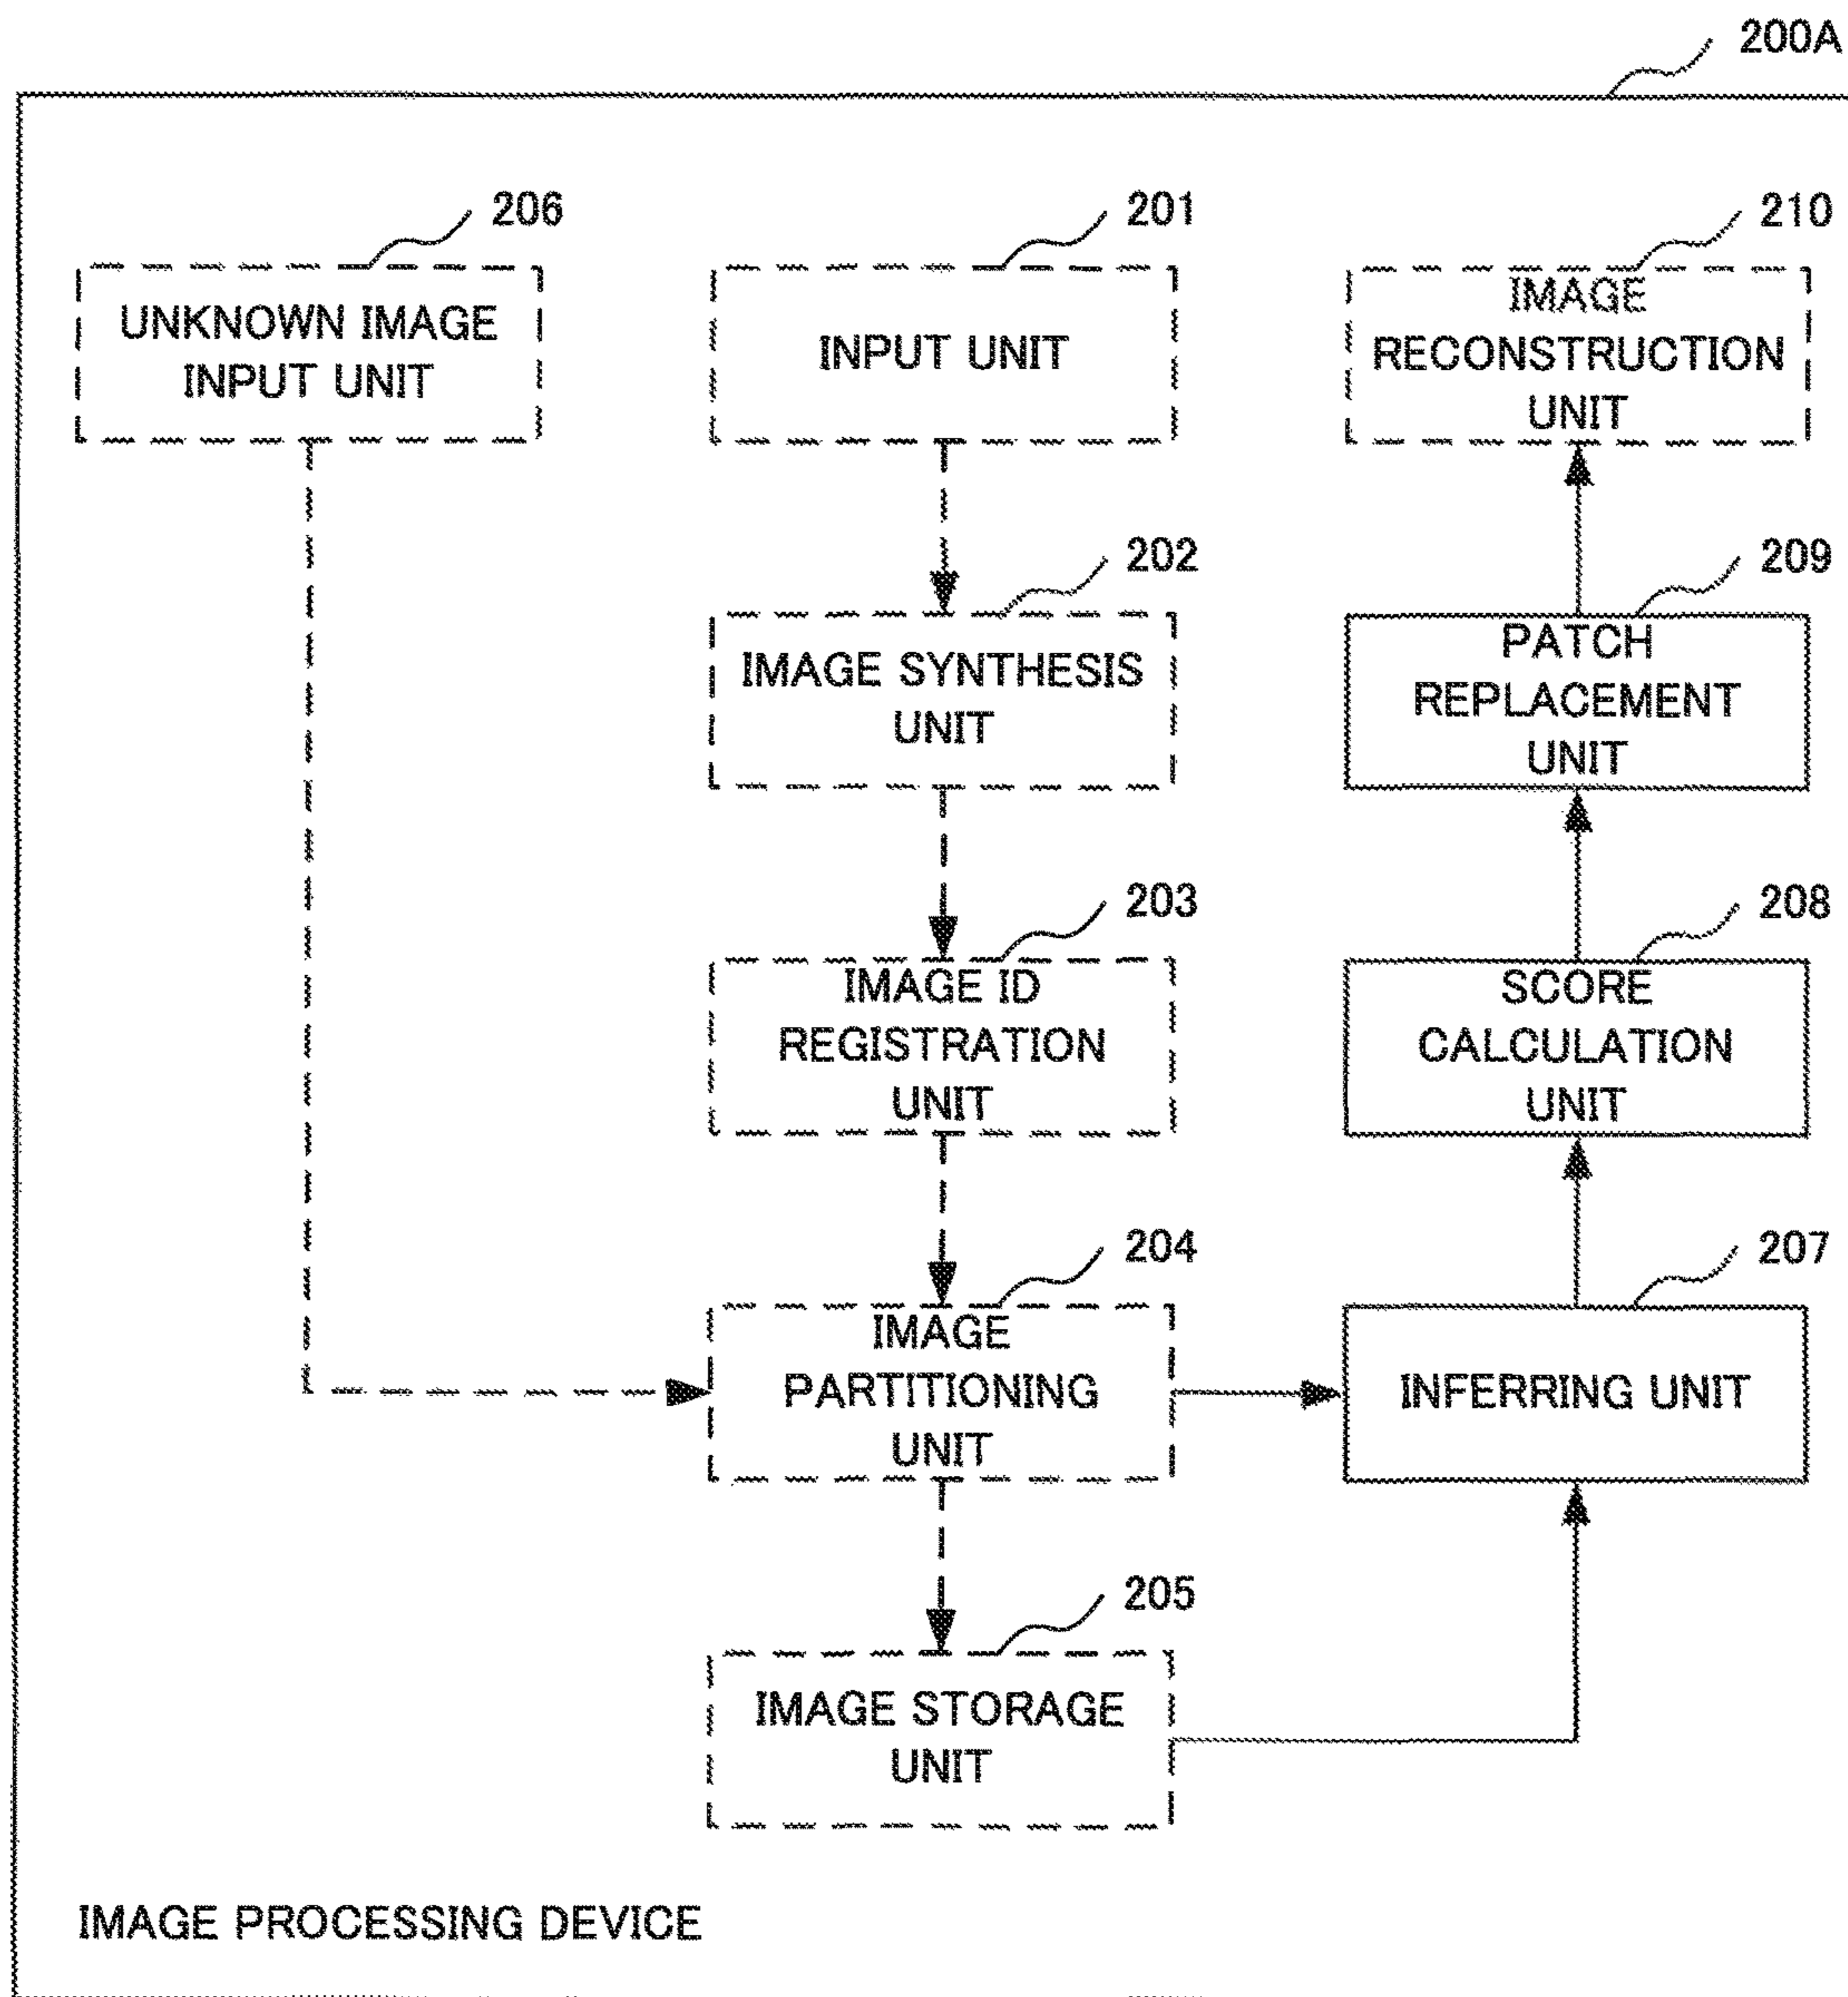 200A
206
201
210
UNKNOWN IMAGE
INPUT UNIT
INPUT UNIT
IMAGE
RECONSTRUCTION
UNIT
202
209
IMAGE SYNTHESIS
UNIT
PATCH
REPLACEMENT
UNIT
203
208
IMAGE ID
REGISTRATION
UNIT
SCORE
CALCULATION
UNIT
204
207
IMAGE
PARTITIONING
UNIT
INFERRING UNIT
205
IMAGE STORAGE
UNIT
IMAGE PROCESSING DEVICE